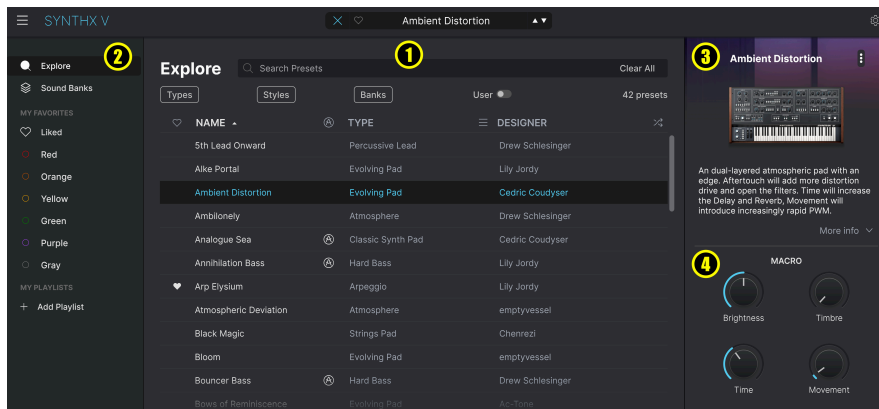 SYNTHX V
Ambient Distortion
1
2
Explore
Sound Banks
MY FAVORITES
Liked
Red
Orange
Yellow
Green
Purple
Gray
MY PLAYLISTS
+ Add Playlist
Explore
Search Presets
Clear All
Types
Styles
Banks
User
42 presets
NAME
TYPE
DESIGNER
5th Lead Onward Percussive Lead Drew Schlesinger
Alke Portal Evolving Pad Lily Jordy
Ambient Distortion Evolving Pad Cedric Coudyser
Ambilonely Atmosphere Drew Schlesinger
Analogue Sea Classic Synth Pad Cedric Coudyser
Annihilation Bass Hard Bass Lily Jordy
Arp Elysium Arpeggio Lily Jordy
Atmospheric Deviation Atmosphere emptyvessel
Black Magic Strings Pad Chenrezi
Bloom Evolving Pad emptyvessel
Bouncer Bass Hard Bass Drew Schlesinger
Bows of Reminiscence Evolving Pad Ac-Tone
3
Ambient Distortion
An dual-layered atmospheric pad with an
edge. Aftertouch will add more distortion
drive and open the filters. Time will increase
the Delay and Reverb, Movement will
introduce increasingly rapid PWM.
More info
4
MACRO
Brightness
Timbre
Time
Movement